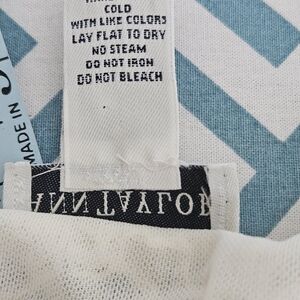 COLD
WITH LIKE COLORS
LAY FLAT TO DRY
NO STEAM
DO NOT IRON
DO NOT BLEACH
MADE IN
ANN TAYLOR